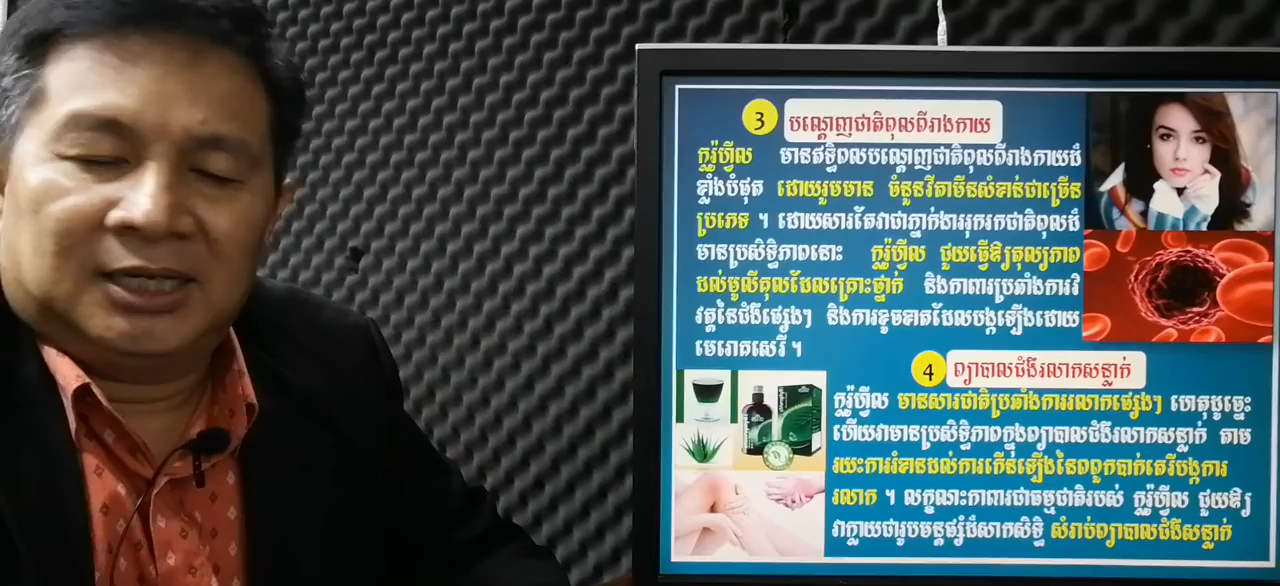 3 បណ្តេញជាតិពុលពីរាងកាយ
ក្លរ៉ូហ្វីល មានឥទ្ធិពលបណ្តេញជាតិពុលពីរាងកាយដ៏
ខ្លាំងបំផុត ដោយរួមមាន ចំនួនវីតាមីនសំខាន់ជាច្រើន
ប្រភេទ ។ ដោយសារតែវាជាភ្នាក់ងាររុករកជាតិពុលដ៏
មានប្រសិទ្ធិភាពនោះ ក្លរ៉ូហ្វីល ជួយធ្វើឱ្យតុល្យភាព
ដល់មូលីគុលដែលគ្រោះថ្នាក់ និងការពារប្រឆាំងការវិ
វត្តនៃជំងឺផ្សេងៗ និងការខូចខាតដែលបង្កឡើងដោយ
មេរោគសេរី ។
4 ព្យាបាលជំងឺរលាកសន្លាក់
ក្លរ៉ូហ្វីល មានសារជាតិប្រឆាំងការរលាកផ្សេងៗ ហេតុដូច្នេះ
ហើយវាមានប្រសិទ្ធិភាពក្នុងព្យាបាលជំងឺរលាកសន្លាក់ តាម
រយះការរំខានដល់ការកើនឡើងនៃពពួកបាក់តេរីបង្កការ
រលាក ។ លក្ខណះការពារជាធម្មជាតិរបស់ ក្លរ៉ូហ្វីល ជួយឱ្យ
វាក្លាយជារូបមន្តផ្សំដ៏សាកសិទ្ធិ សំរាប់ព្យាបាលជំងឺសន្លាក់